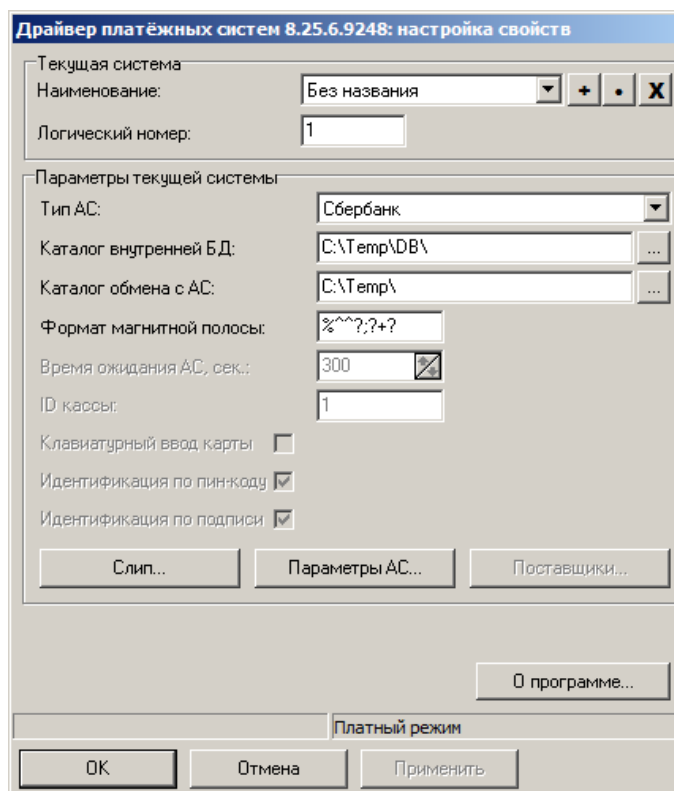 Драйвер платёжных систем 8.25.6.9248: настройка свойств
Текущая система
Наименование: Без названия + • X
Логический номер: 1
Параметры текущей системы
Тип АС: Сбербанк
Каталог внутренней БД: C:\Temp\DB\ ...
Каталог обмена с АС: C:\Temp\ ...
Формат магнитной полосы: %^^?;?+?
Время ожидания АС, сек.: 300
ID кассы: 1
Клавиатурный ввод карты
Идентификация по пин-коду
Идентификация по подписи
Слип... Параметры АС... Поставщики...
О программе...
Платный режим
OK Отмена Применить